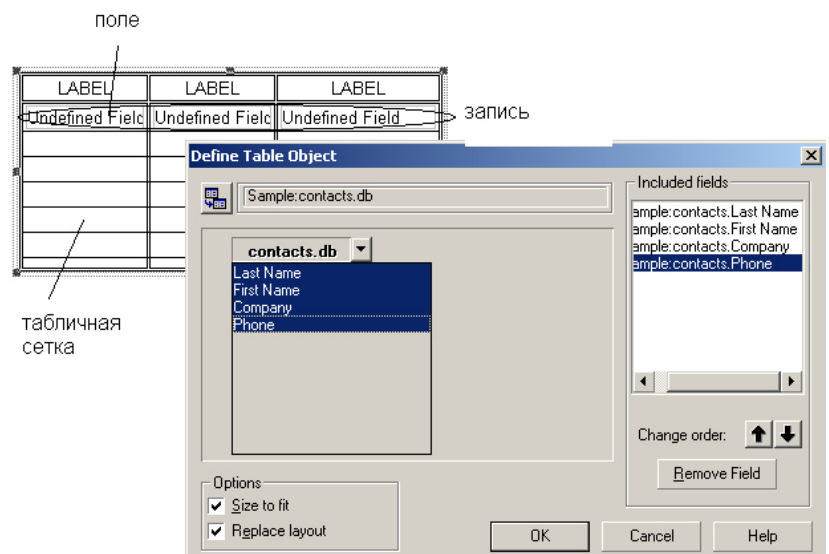 поле
LABEL LABEL LABEL
Undefined Field Undefined Field Undefined Field
запись
Define Table Object
Sample:contacts.db
Included fields
contacts.db
Last Name
First Name
Company
Phone
ample:contacts.Last Name
ample:contacts.First Name
ample:contacts.Company
ample:contacts.Phone
табличная
сетка
Change order:
Remove Field
Options
Size to fit
Replace layout
OK Cancel Help